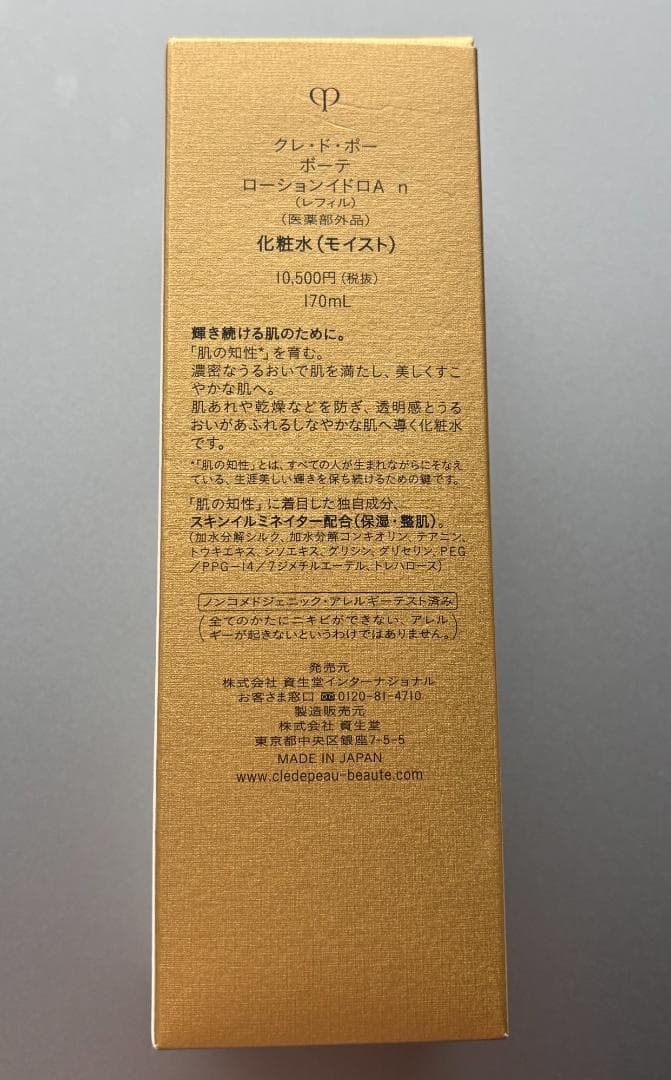 クレ・ド・ポー
ボーテ
ローションイドロA n
(レフィル)
(医薬部外品)
化粧水(モイスト)
10,500円(税抜)
170mL
輝き続ける肌のために。
「肌の知性*」を育む。
濃密なうるおいで肌を満たし、美しくすこ
やかな肌へ。
肌あれや乾燥などを防ぎ、透明感とうる
おいがあふれるしなやかな肌へ導く化粧水
です。
*「肌の知性」とは、すべての人が生まれながらにそなえ
ている、生涯美しい輝きを保ち続けるための鍵です。
「肌の知性」に着目した独自成分、
スキンイルミネイター配合(保湿・整肌)。
(加水分解シルク、加水分解コンキオリン、テアニン、
トウキエキス、シソエキス、グリシン、グリセリン、PEG
/PPG-14/7ジメチルエーテル、トレハロース)
ノンコメドジェニック・アレルギーテスト済み
(全てのかたにニキビができない、アレル
ギーが起きないというわけではありません。)
発売元
株式会社 資生堂インターナショナル
お客さま窓口 0120-81-4710
製造販売元
株式会社 資生堂
東京都中央区銀座7-5-5
MADE IN JAPAN
www.cledepeau-beaute.com